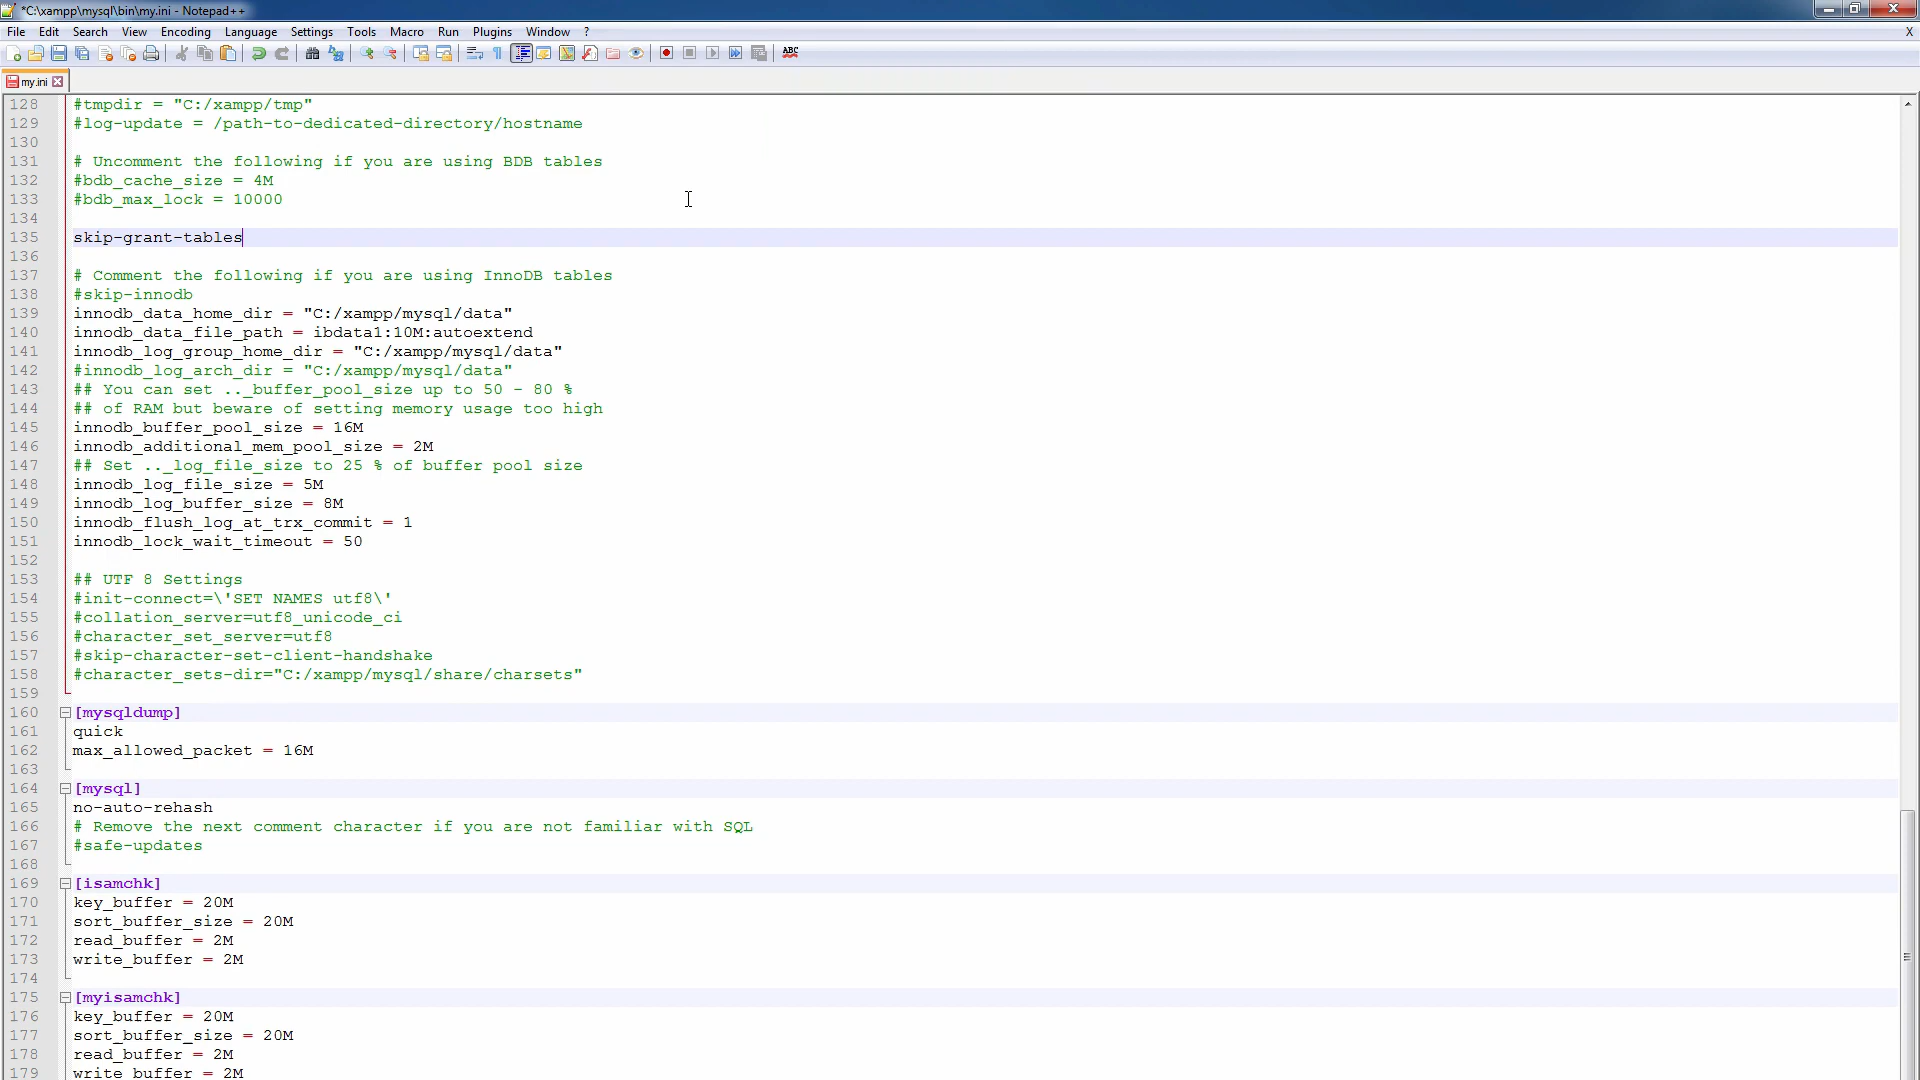 *C:\xampp\mysql\bin\my.ini - Notepad++
File Edit Search View Encoding Language Settings Tools Macro Run Plugins Window ? X
ABC
my.ini
128 #tmpdir = "C:/xampp/tmp"
129 #log-update = /path-to-dedicated-directory/hostname
130
131 # Uncomment the following if you are using BDB tables
132 #bdb_cache_size = 4M
133 #bdb_max_lock = 10000
134
135 skip-grant-tables
136
137 # Comment the following if you are using InnoDB tables
138 #skip-innodb
139 innodb_data_home_dir = "C:/xampp/mysql/data"
140 innodb_data_file_path = ibdata1:10M:autoextend
141 innodb_log_group_home_dir = "C:/xampp/mysql/data"
142 #innodb_log_arch_dir = "C:/xampp/mysql/data"
143 ## You can set .._buffer_pool_size up to 50 - 80 %
144 ## of RAM but beware of setting memory usage too high
145 innodb_buffer_pool_size = 16M
146 innodb_additional_mem_pool_size = 2M
147 ## Set .._log_file_size to 25 % of buffer pool size
148 innodb_log_file_size = 5M
149 innodb_log_buffer_size = 8M
150 innodb_flush_log_at_trx_commit = 1
151 innodb_lock_wait_timeout = 50
152
153 ## UTF 8 Settings
154 #init-connect=\'SET NAMES utf8\'
155 #collation_server=utf8_unicode_ci
156 #character_set_server=utf8
157 #skip-character-set-client-handshake
158 #character_sets-dir="C:/xampp/mysql/share/charsets"
159
160 [mysqldump]
161 quick
162 max_allowed_packet = 16M
163
164 [mysql]
165 no-auto-rehash
166 # Remove the next comment character if you are not familiar with SQL
167 #safe-updates
168
169 [isamchk]
170 key_buffer = 20M
171 sort_buffer_size = 20M
172 read_buffer = 2M
173 write_buffer = 2M
174
175 [myisamchk]
176 key_buffer = 20M
177 sort_buffer_size = 20M
178 read_buffer = 2M
179 write_buffer = 2M